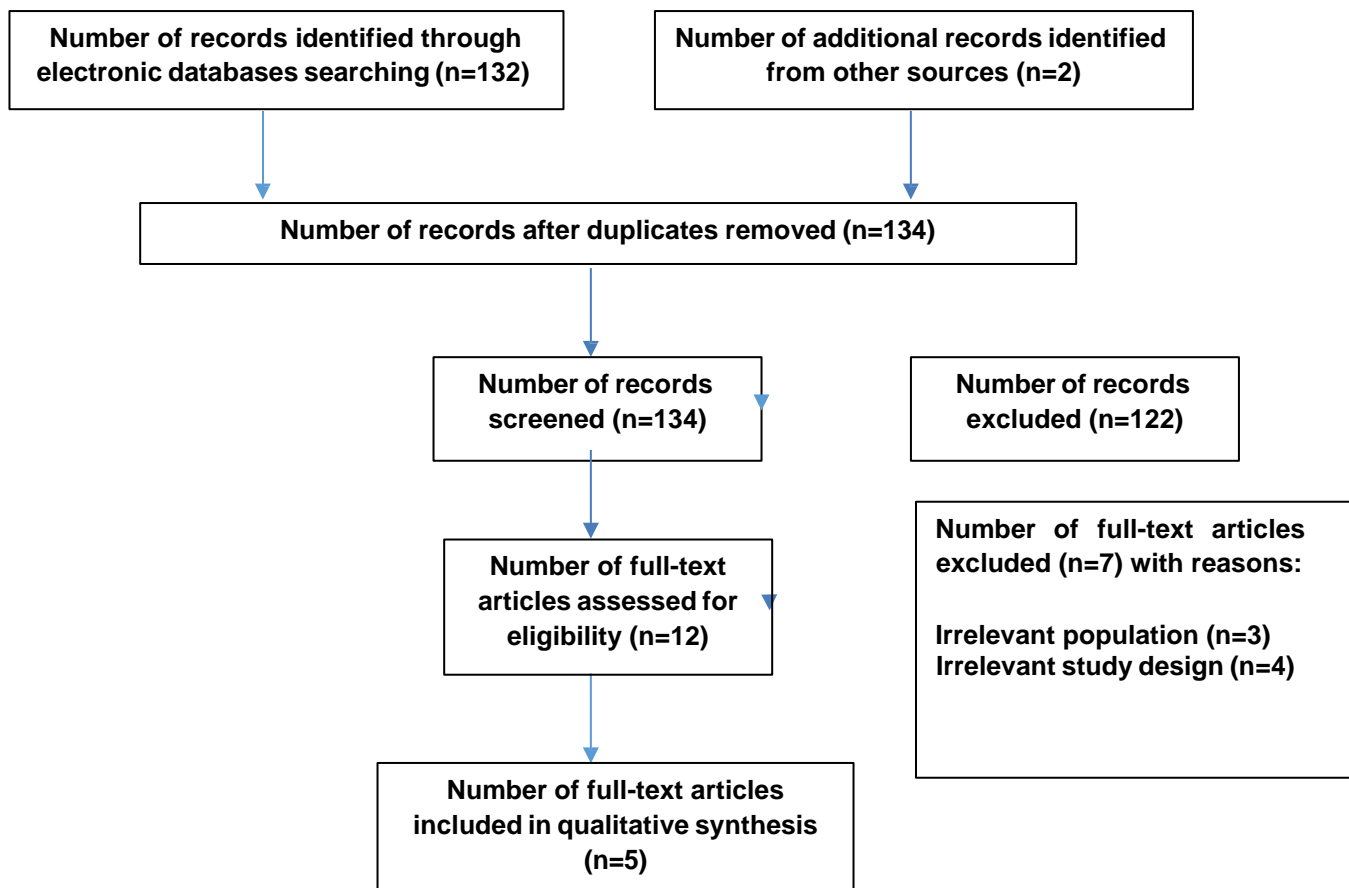 Number of records identified through
electronic databases searching (n=132)
Number of additional records identified
from other sources (n=2)
Number of records after duplicates removed (n=134)
Number of records
screened (n=134)
Number of records
excluded (n=122)
Number of full-text
articles assessed for
eligibility (n=12)
Number of full-text articles
excluded (n=7) with reasons:
Irrelevant population (n=3)
Irrelevant study design (n=4)
Number of full-text articles
included in qualitative synthesis
(n=5)